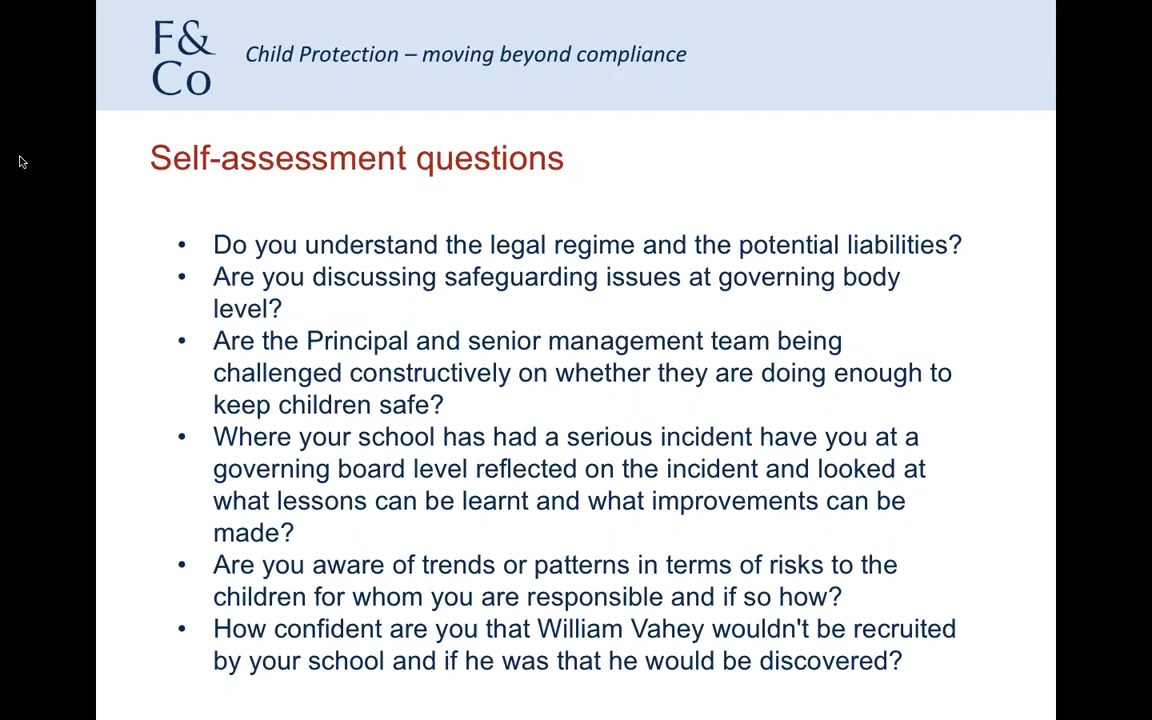 F&
Co
Child Protection – moving beyond compliance
Self-assessment questions
• Do you understand the legal regime and the potential liabilities?
• Are you discussing safeguarding issues at governing body
level?
• Are the Principal and senior management team being
challenged constructively on whether they are doing enough to
keep children safe?
• Where your school has had a serious incident have you at a
governing board level reflected on the incident and looked at
what lessons can be learnt and what improvements can be
made?
• Are you aware of trends or patterns in terms of risks to the
children for whom you are responsible and if so how?
• How confident are you that William Vahey wouldn't be recruited
by your school and if he was that he would be discovered?